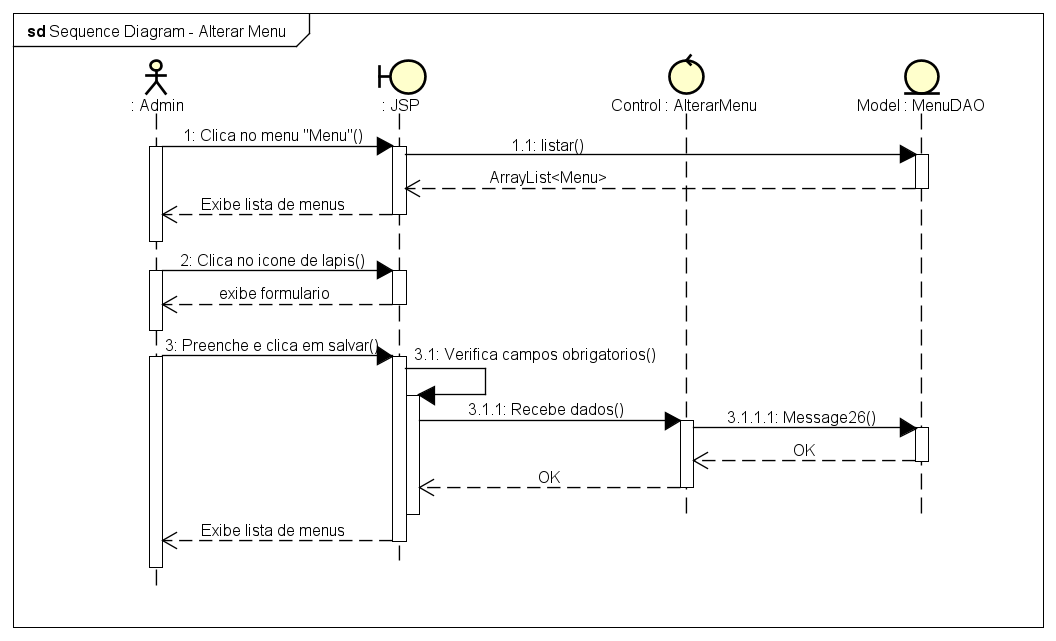 sd Sequence Diagram - Alterar Menu
: Admin
: JSP
Control : AlterarMenu
Model : MenuDAO
1: Clica no menu "Menu"()
1.1: listar()
ArrayList<Menu>
Exibe lista de menus
2: Clica no icone de lapis()
exibe formulario
3: Preenche e clica em salvar()
3.1: Verifica campos obrigatorios()
3.1.1: Recebe dados()
3.1.1.1: Message26()
OK
OK
Exibe lista de menus